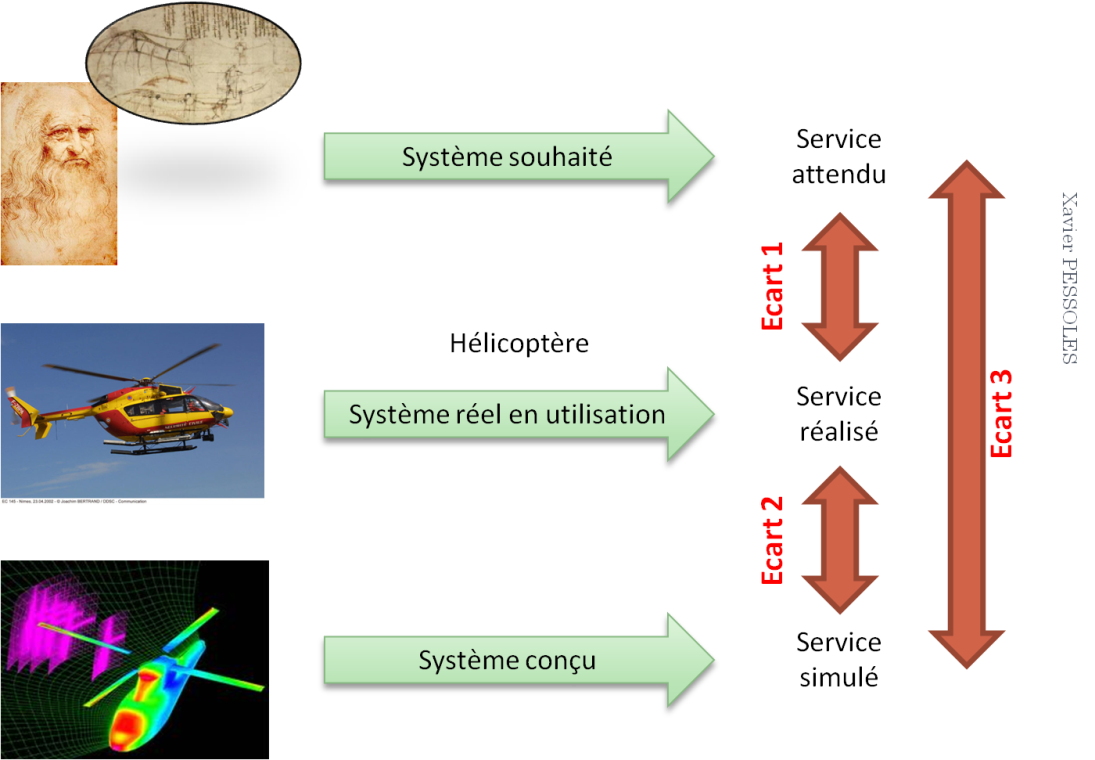 Système souhaité
Service
attendu
Ecart 1
Xavier PESSOLES
Hélicoptère
Système réel en utilisation
Service
réalisé
Ecart 3
Ecart 2
Système conçu
Service
simulé